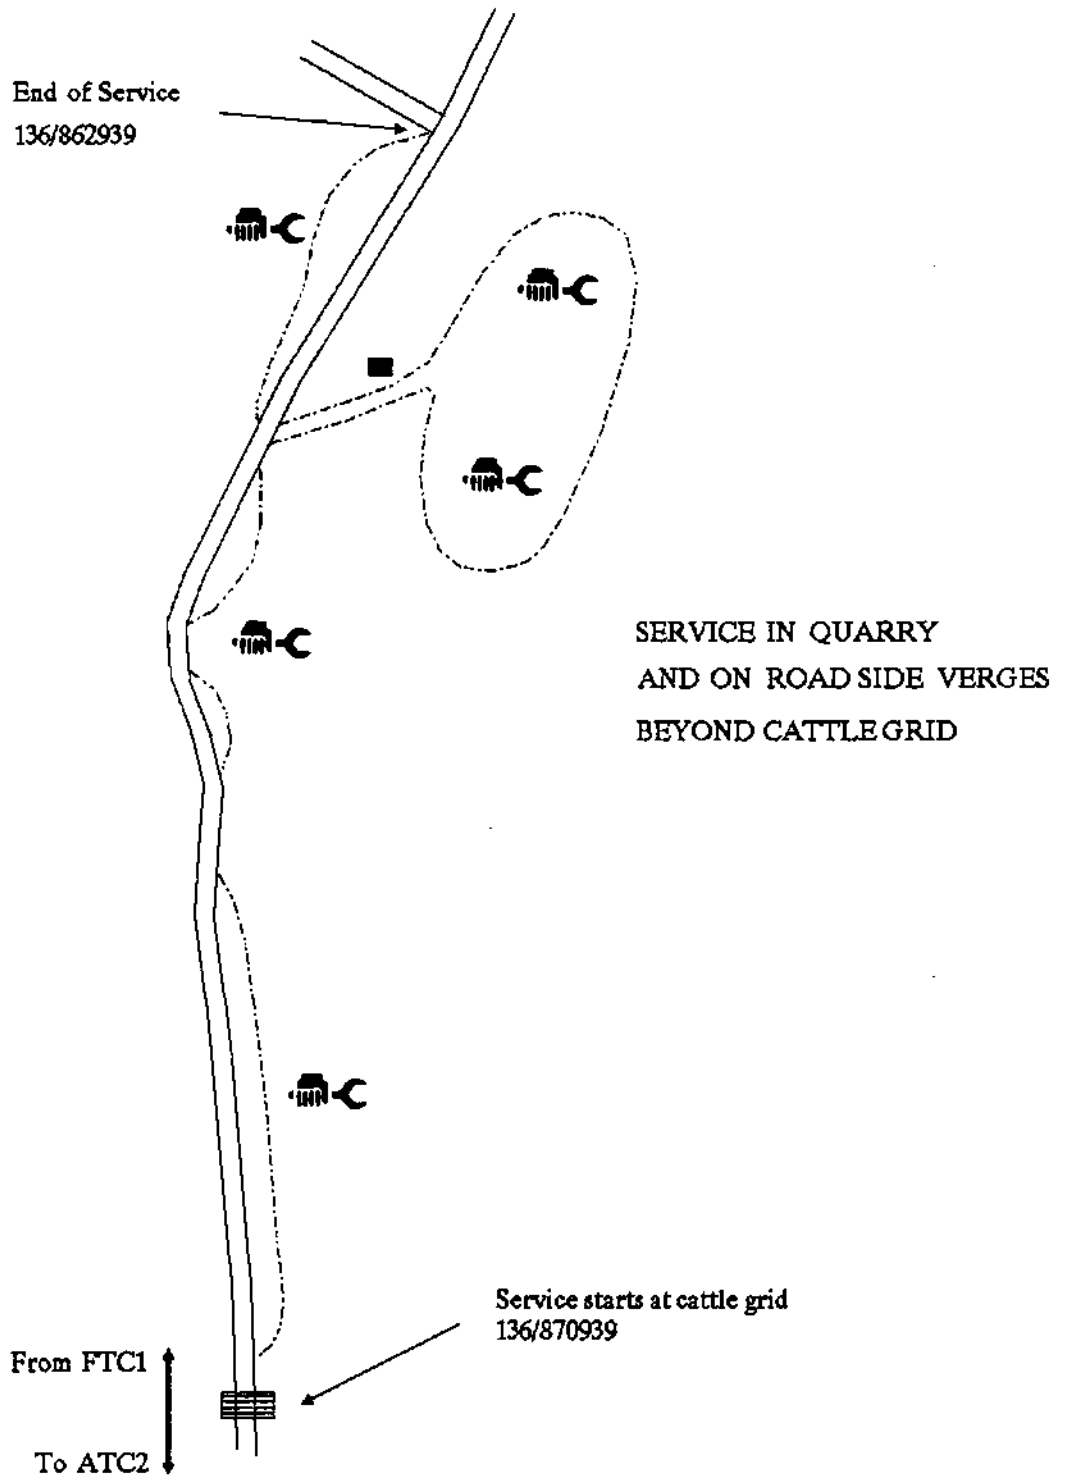 End of Service
136/862939
SERVICE IN QUARRY
AND ON ROAD SIDE VERGES
BEYOND CATTLE GRID
Service starts at cattle grid
136/870939
From FTC1
To ATC2